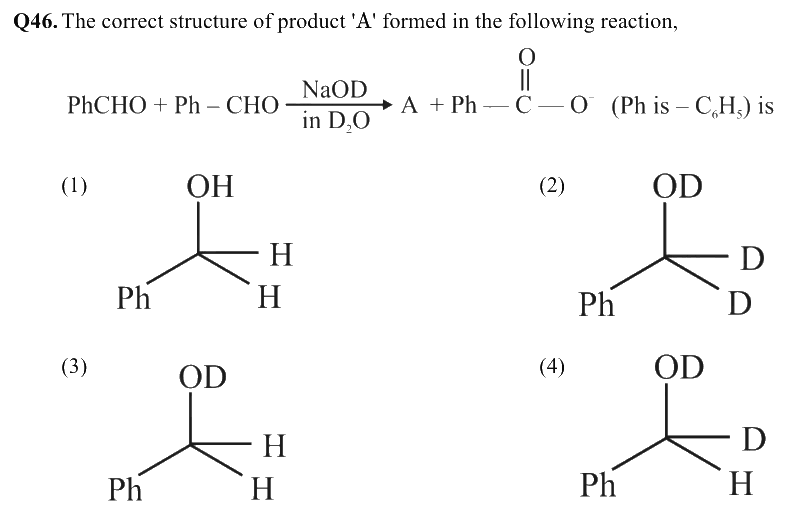 Q46. The correct structure of product 'A' formed in the following reaction,
O
||
PhCHO + Ph – CHO NaOD in D₂O → A + Ph — C — O⁻ (Ph is – C₆H₅) is
(1) OH
H
Ph H
(2) OD
D
Ph D
(3) OD
H
Ph H
(4) OD
D
Ph H